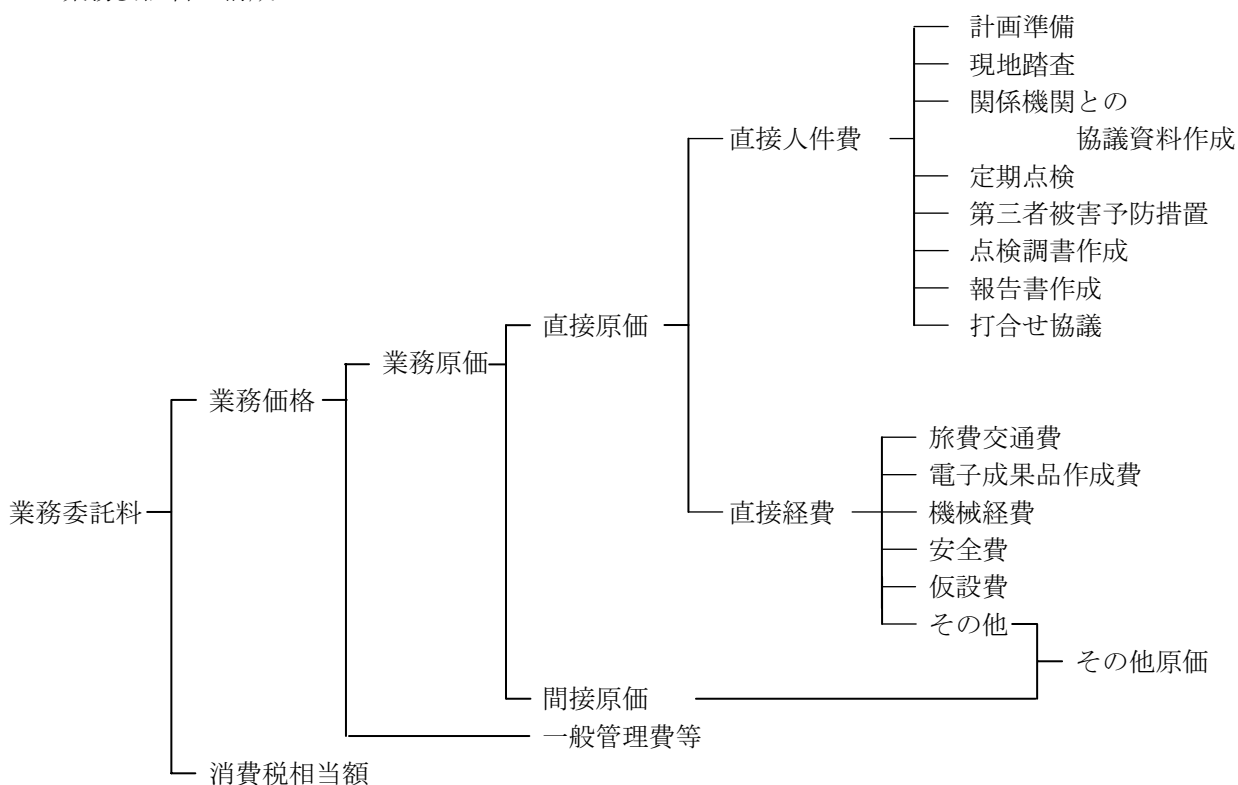 計画準備
現地踏査
関係機関との
協議資料作成
直接人件費
定期点検
第三者被害予防措置
点検調書作成
報告書作成
打合せ協議
直接原価
業務原価
業務価格
旅費交通費
電子成果品作成費
業務委託料
直接経費
機械経費
安全費
仮設費
その他
その他原価
間接原価
一般管理費等
消費税相当額